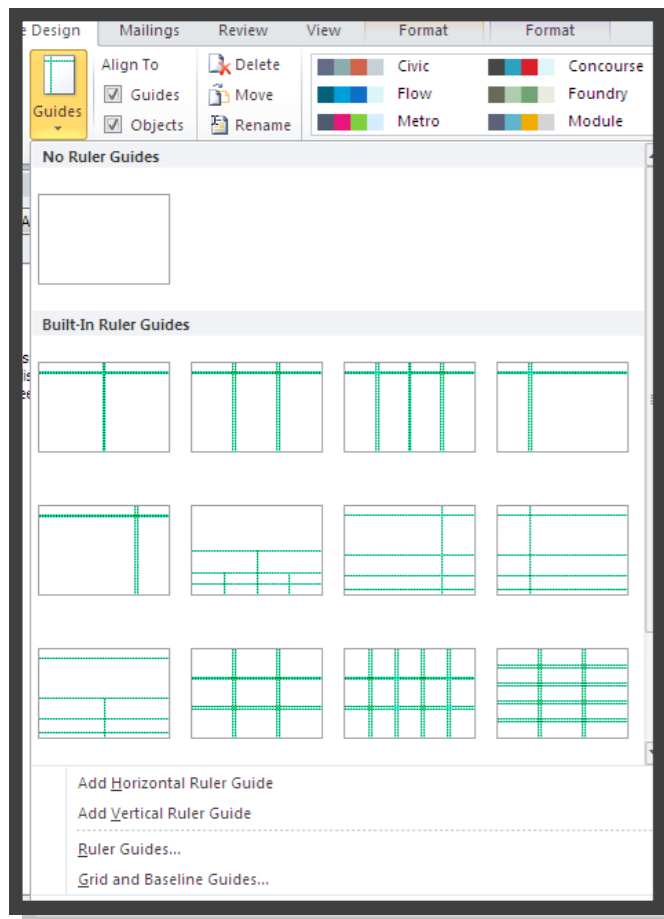 e Design Mailings Review View Format Format
Align To Delete Civic Concourse
Guides Move Flow Foundry
Guides Objects Rename Metro Module
No Ruler Guides
Built-In Ruler Guides
Add Horizontal Ruler Guide
Add Vertical Ruler Guide
Ruler Guides...
Grid and Baseline Guides...